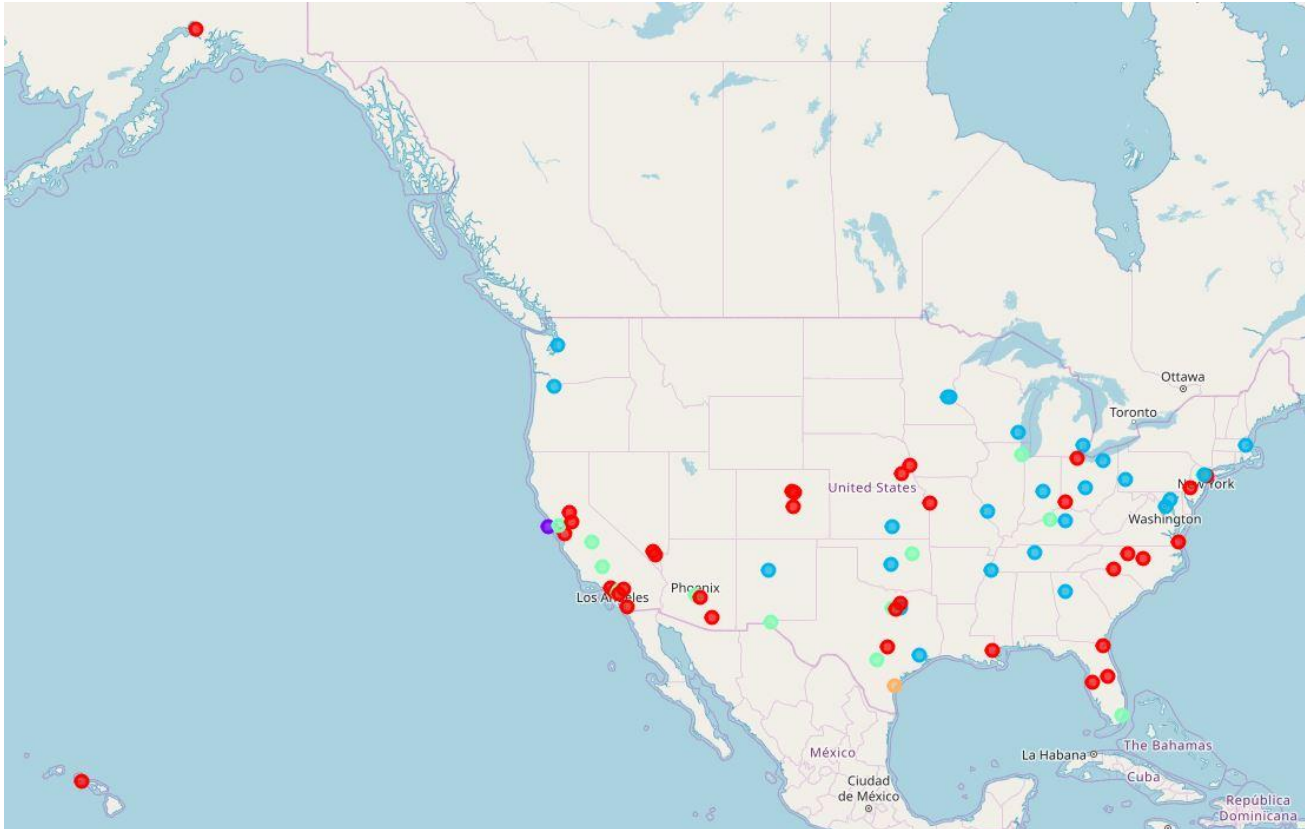 Ottawa
Toronto
United States
New York
Washington
Phoenix
Los Angeles
La Habana
The Bahamas
México
Cuba
Ciudad
de México
República
Dominicana